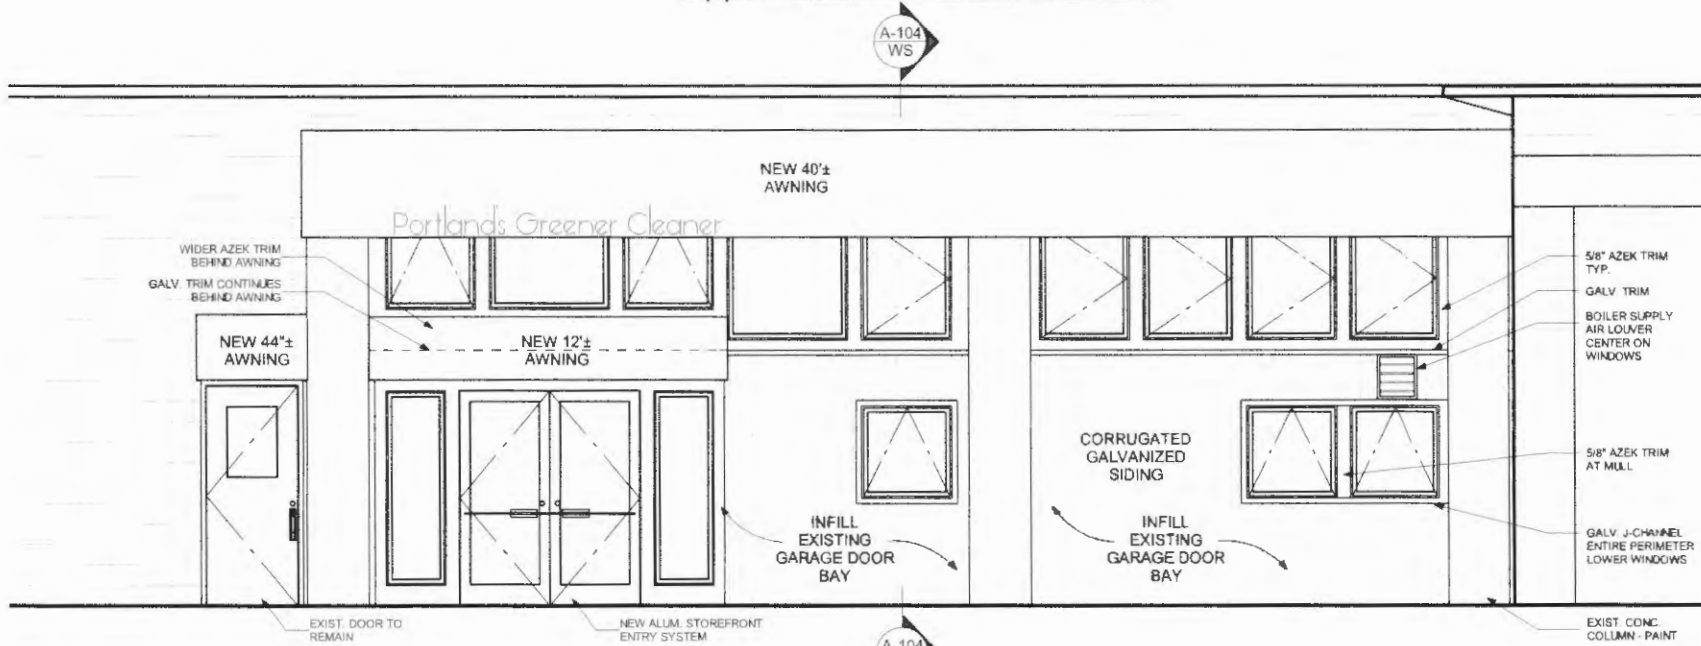 A-104
WS
NEW 40'±
AWNING
Portland's Greener Cleaner
WIDER AZEK TRIM
BEHIND AWNING
GALV. TRIM CONTINUES
BEHIND AWNING
NEW 44"±
AWNING
NEW 12'±
AWNING
5/8" AZEK TRIM
TYP.
GALV. TRIM
BOILER SUPPLY
AIR LOUVER
CENTER ON
WINDOWS
CORRUGATED
GALVANIZED
SIDING
5/8" AZEK TRIM
AT MULL
INFILL
EXISTING
GARAGE DOOR
BAY
INFILL
EXISTING
GARAGE DOOR
BAY
GALV. J-CHANNEL
ENTIRE PERIMETER
LOWER WINDOWS
EXIST. DOOR TO
REMAIN
NEW ALUM. STOREFRONT
ENTRY SYSTEM
A-104
EXIST. CONC.
COLUMN - PAINT